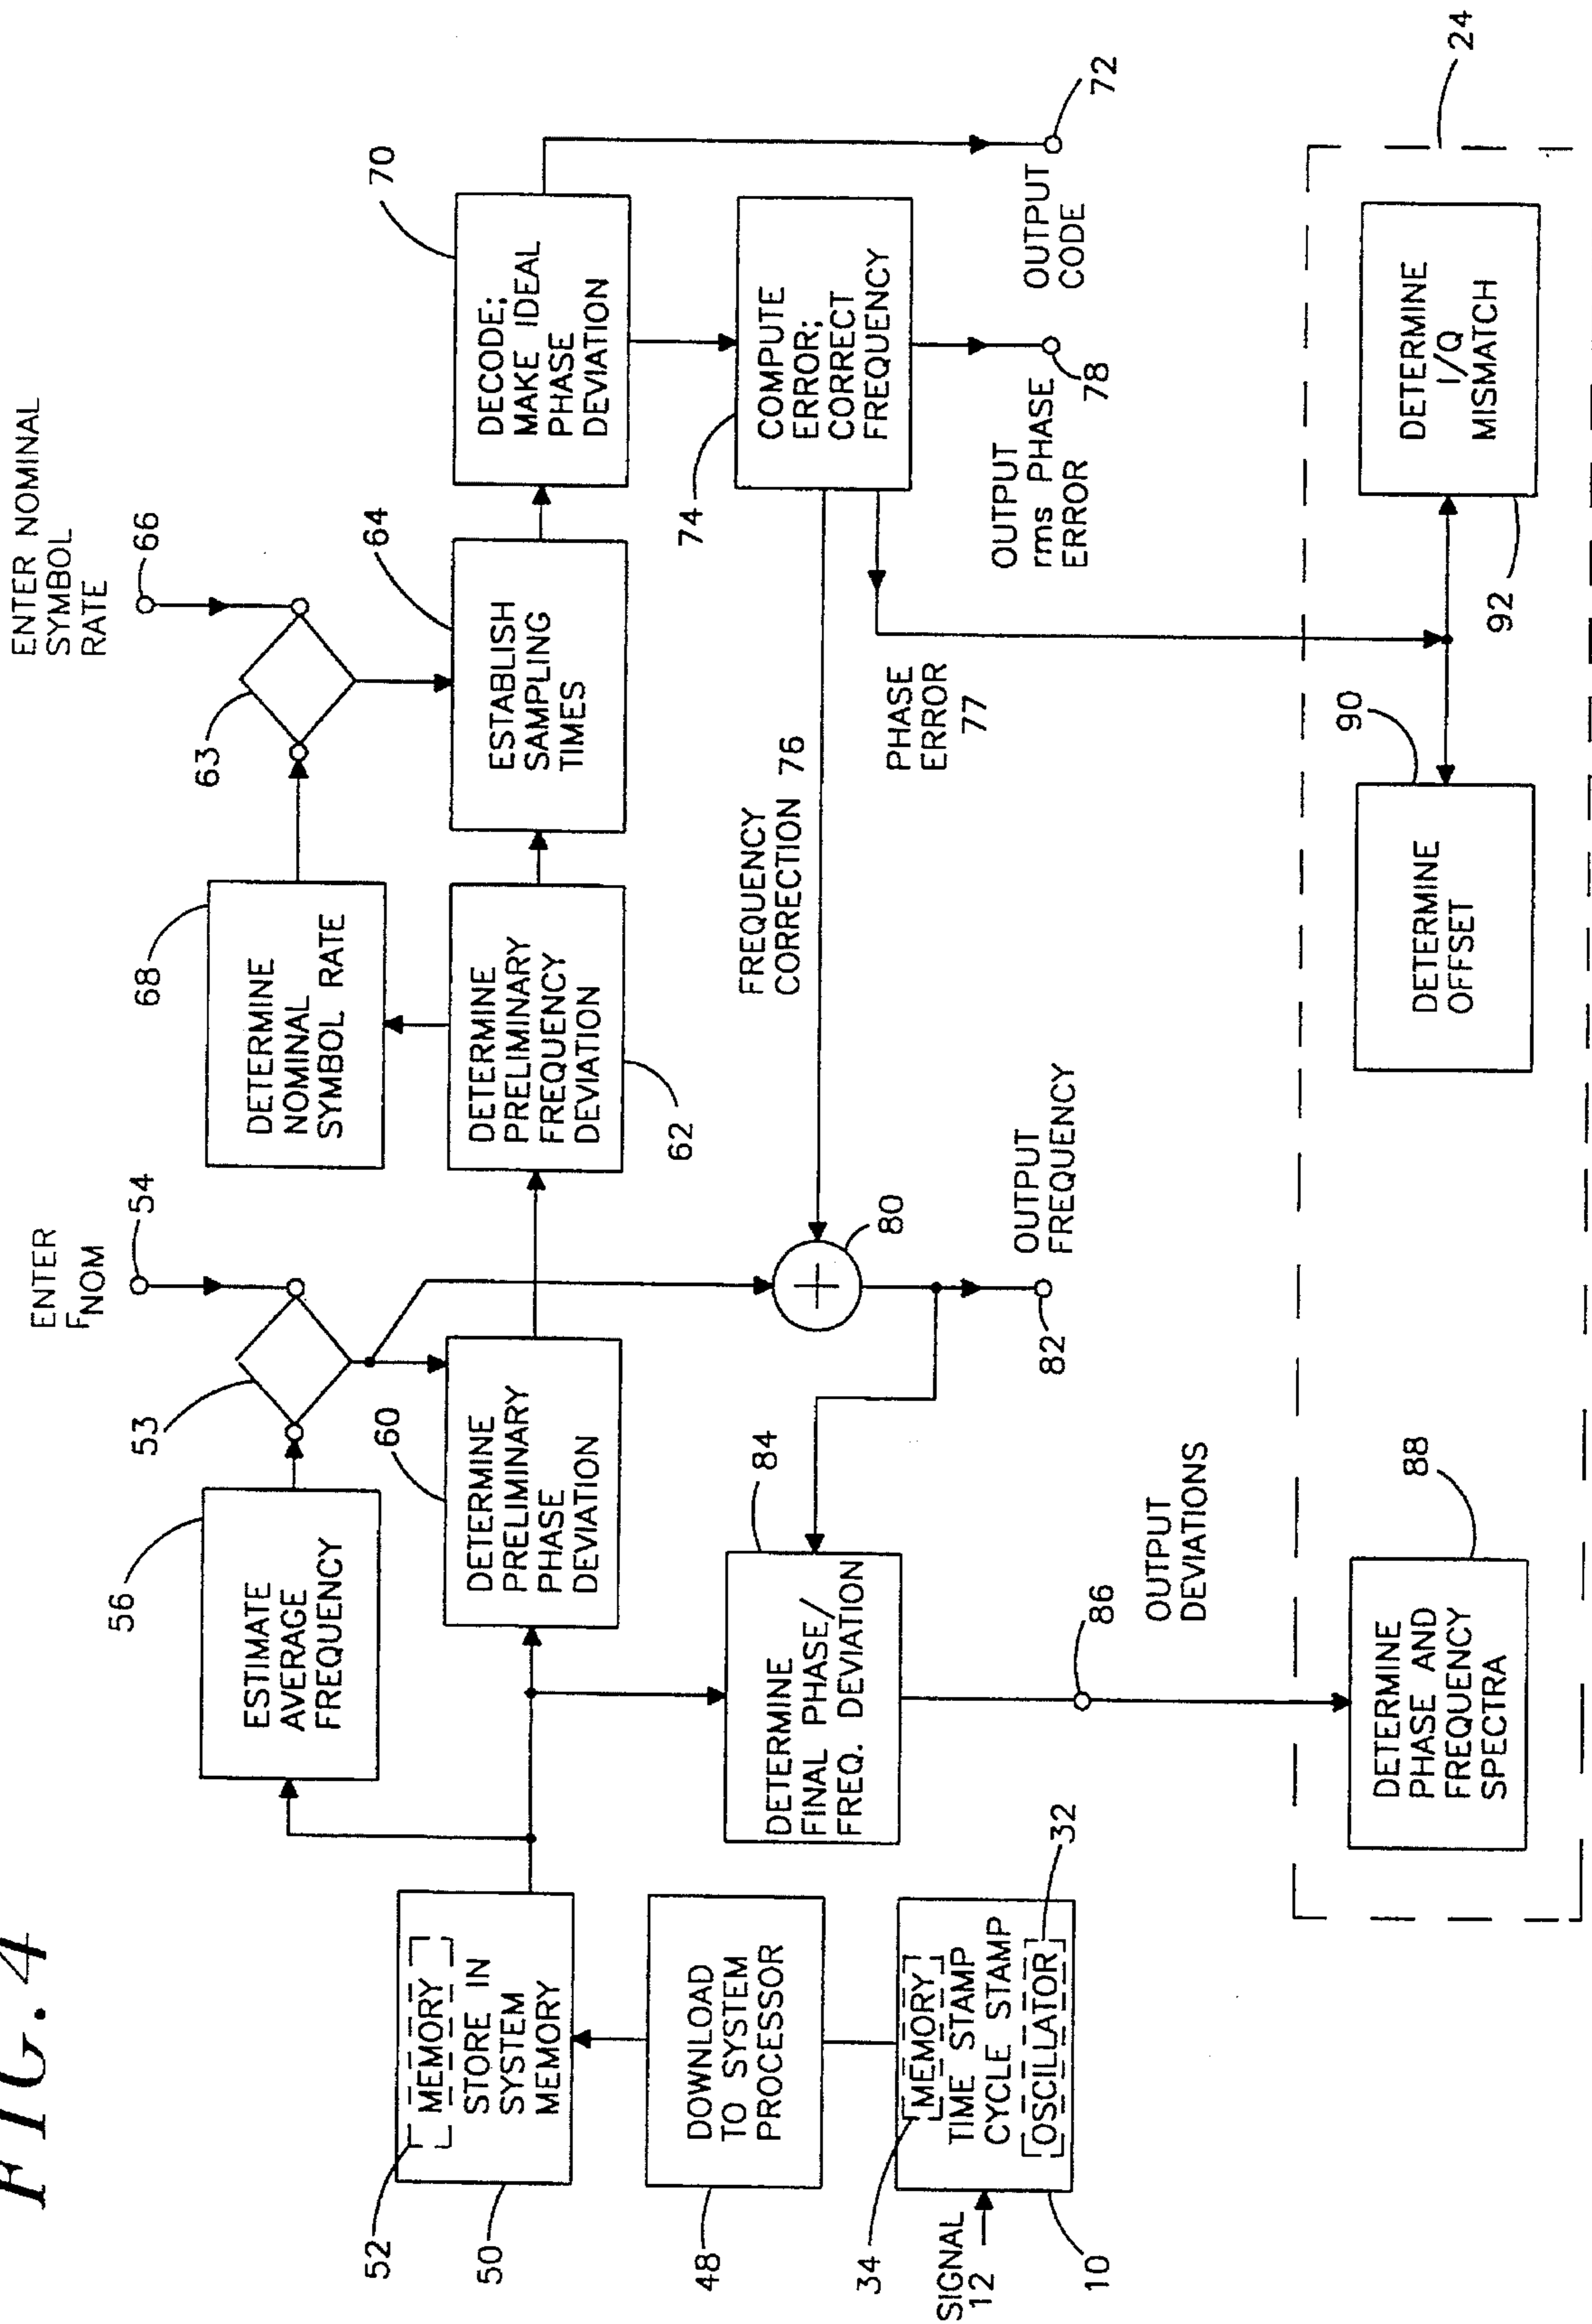 FIG. 4
ENTER NOMINAL
SYMBOL
RATE
66
ENTER
FNOM
54
56
53
68
63
ESTIMATE
AVERAGE
FREQUENCY
DETERMINE
NOMINAL
SYMBOL RATE
52
MEMORY
STORE IN
SYSTEM
MEMORY
50
60
DETERMINE
PRELIMINARY
PHASE
DEVIATION
DETERMINE
PRELIMINARY
FREQUENCY
DEVIATION
62
64
ESTABLISH
SAMPLING
TIMES
70
DECODE;
MAKE IDEAL
PHASE
DEVIATION
DOWNLOAD
TO SYSTEM
PROCESSOR
48
84
DETERMINE
FINAL PHASE/
FREQ. DEVIATION
80
FREQUENCY
CORRECTION 76
74
COMPUTE
ERROR;
CORRECT
FREQUENCY
PHASE
ERROR
77
34
MEMORY
TIME STAMP
CYCLE STAMP
OSCILLATOR
32
SIGNAL
12
10
86
OUTPUT
DEVIATIONS
82
OUTPUT
FREQUENCY
OUTPUT
rms PHASE
ERROR
78
OUTPUT
CODE
72
88
DETERMINE
PHASE AND
FREQUENCY
SPECTRA
90
DETERMINE
OFFSET
92
DETERMINE
I/Q
MISMATCH
24